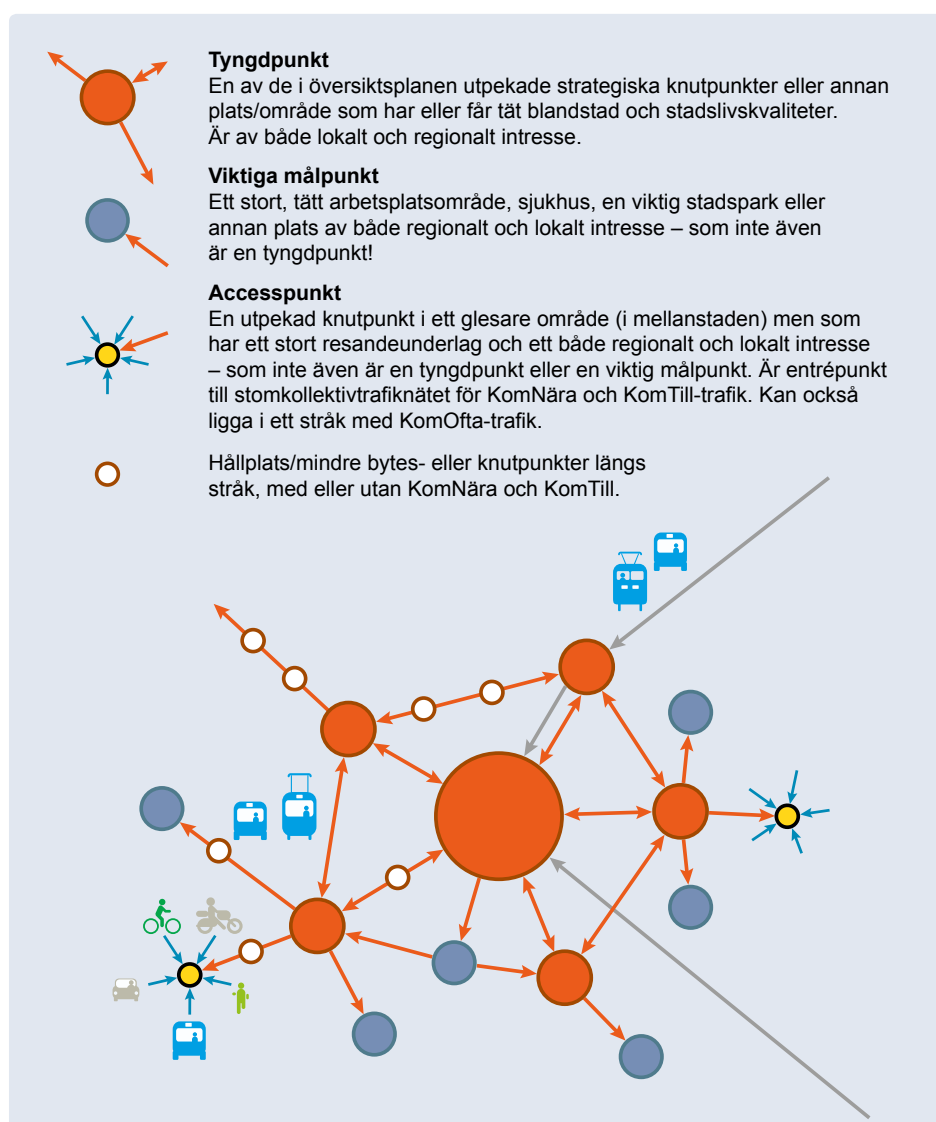 Tyngdpunkt
En av de i översiktsplanen utpekade strategiska knutpunkter eller annan
plats/område som har eller får tät blandstad och stadslivskvaliteter.
Är av både lokalt och regionalt intresse.
Viktiga målpunkt
Ett stort, tätt arbetsplatsområde, sjukhus, en viktig stadspark eller
annan plats av både regionalt och lokalt intresse – som inte även
är en tyngdpunkt!
Accesspunkt
En utpekad knutpunkt i ett glesare område (i mellanstaden) men som
har ett stort resandeunderlag och ett både regionalt och lokalt intresse
– som inte även är en tyngdpunkt eller en viktig målpunkt. Är entrépunkt
till stomkollektivtrafiknätet för KomNära och KomTill-trafik. Kan också
ligga i ett stråk med KomOfta-trafik.
Hållplats/mindre bytes- eller knutpunkter längs
stråk, med eller utan KomNära och KomTill.